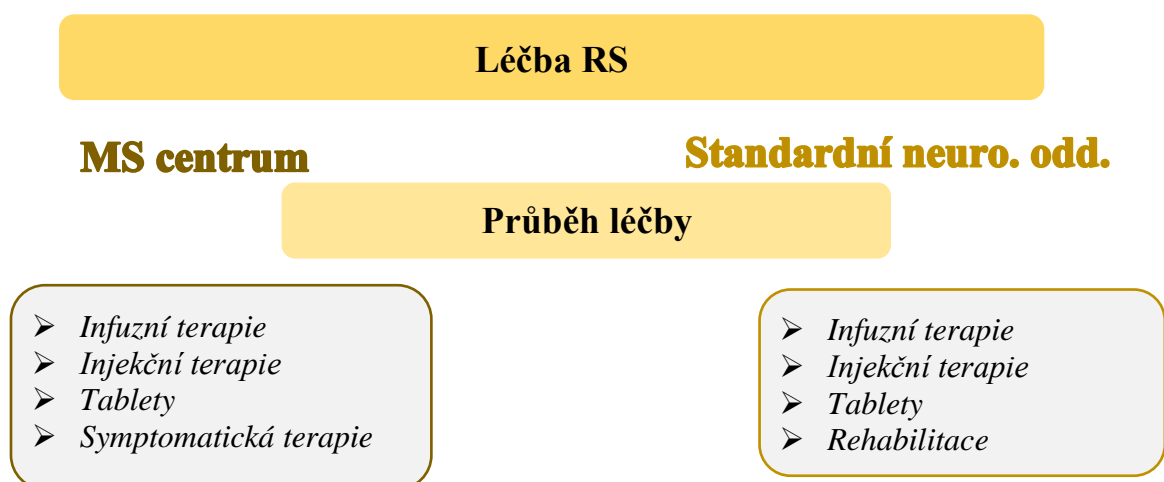 Léčba RS
MS centrum
Standardní neuro. odd.
Průběh léčby
➢ Infuzní terapie
➢ Injekční terapie
➢ Tablety
➢ Symptomatická terapie
➢ Infuzní terapie
➢ Injekční terapie
➢ Tablety
➢ Rehabilitace